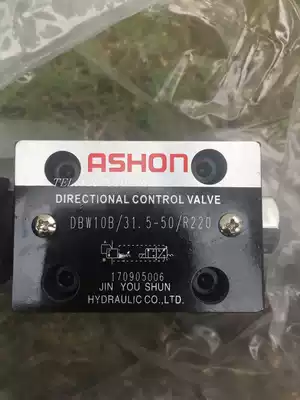 ASHON
DIRECTIONAL CONTROL VALVE
DBW10B/31.5-50/R220
170905006
JIN YOU SHUN
HYDRAULIC CO.,LTD.